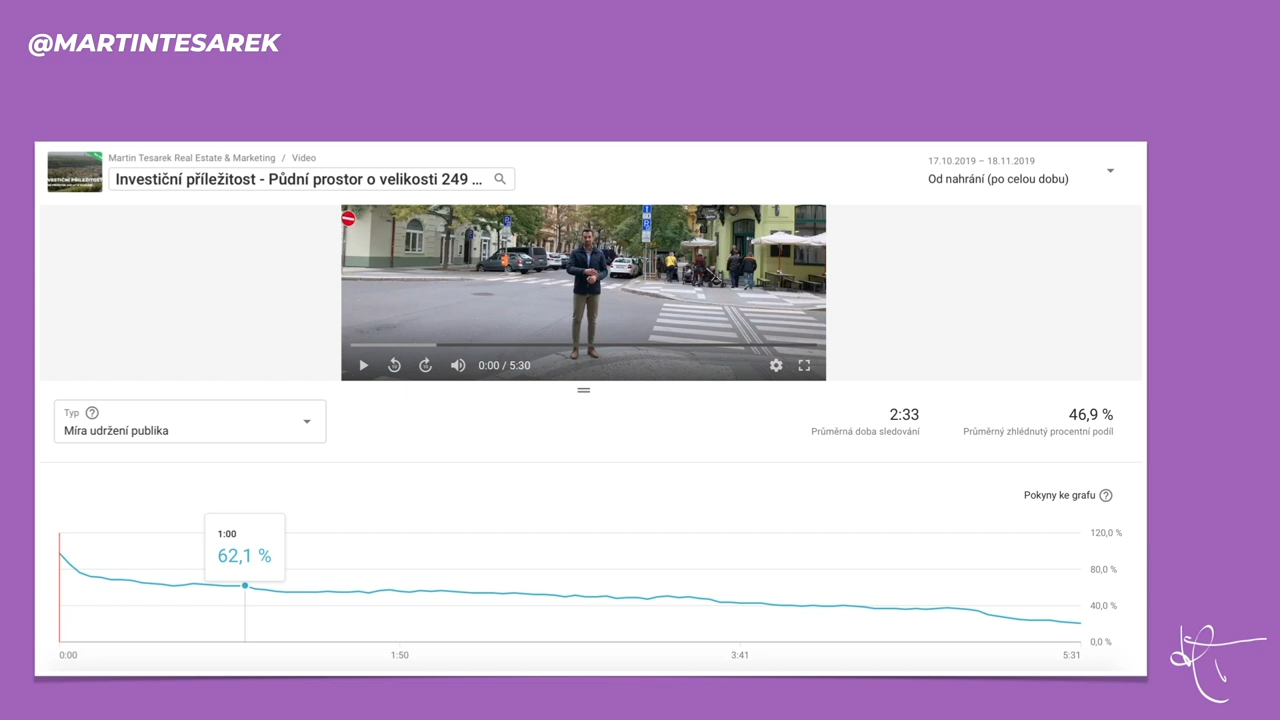 @MARTINTESAREK
Martin Tesarek Real Estate & Marketing / Video
Investiční příležitost - Půdní prostor o velikosti 249 ...
17.10.2019 – 18.11.2019
Od nahrání (po celou dobu)
0:00 / 5:30
Typ
Míra udržení publika
2:33
Průměrná doba sledování
46,9 %
Průměrný zhlédnutý procentní podíl
Pokyny ke grafu
1:00
62,1 %
120,0 %
80,0 %
40,0 %
0,0 %
0:00
1:50
3:41
5:31